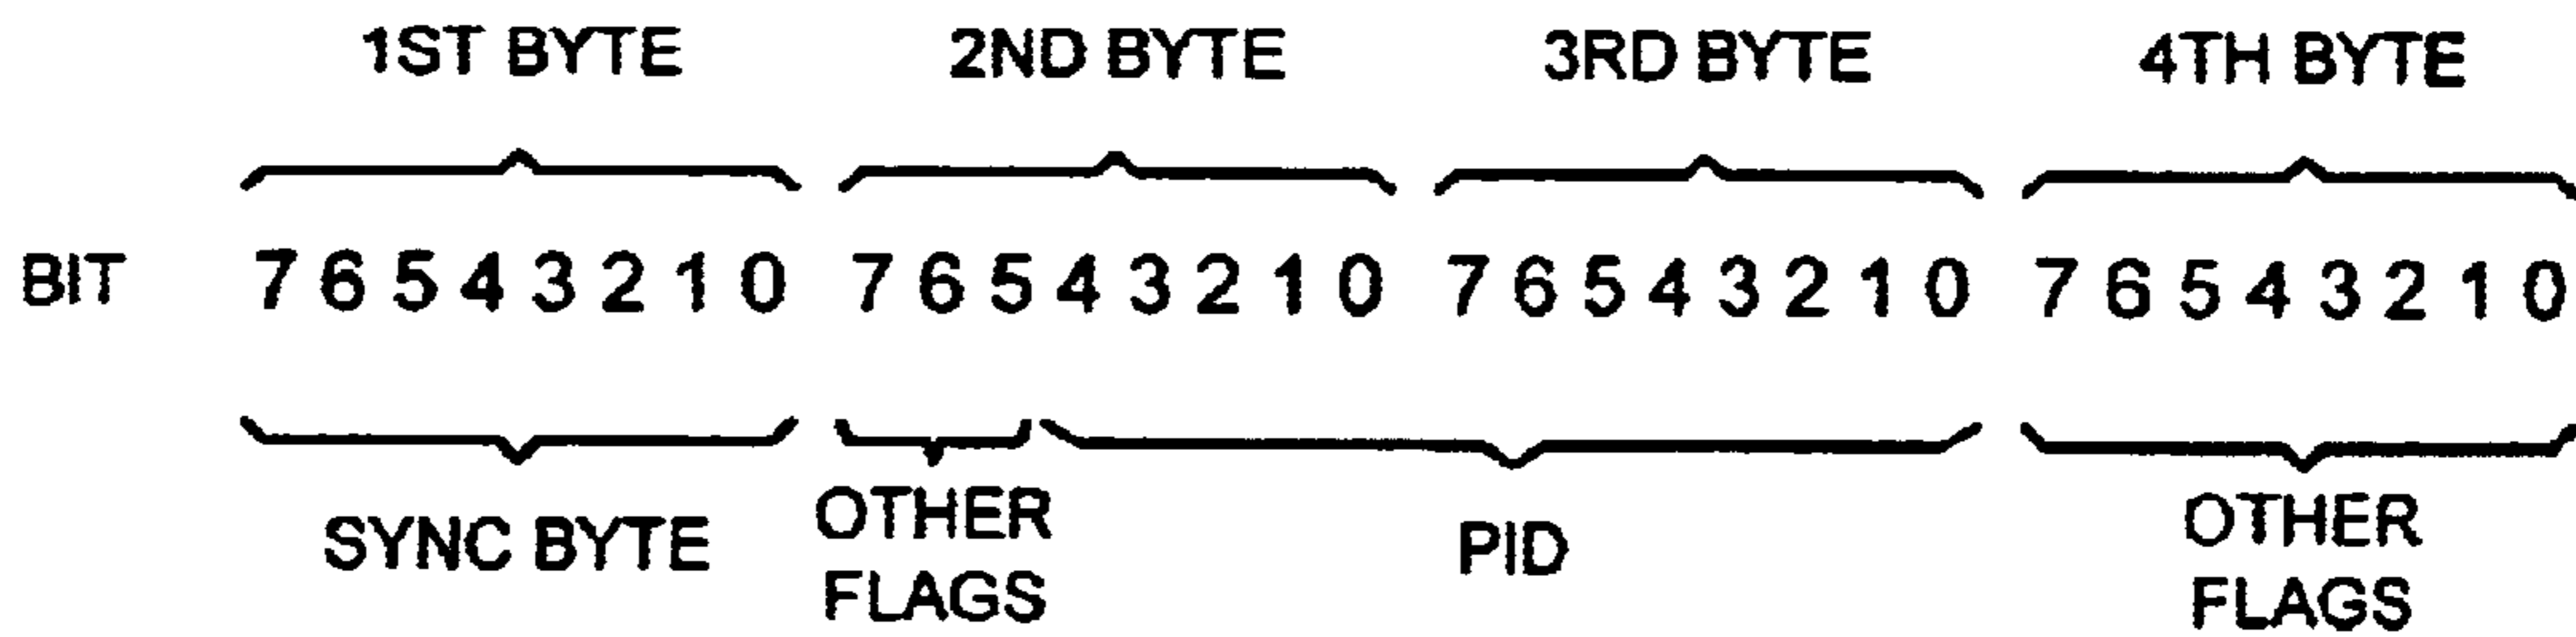 1ST BYTE 2ND BYTE 3RD BYTE 4TH BYTE
BIT 7 6 5 4 3 2 1 0 7 6 5 4 3 2 1 0 7 6 5 4 3 2 1 0 7 6 5 4 3 2 1 0
SYNC BYTE OTHER FLAGS PID OTHER FLAGS